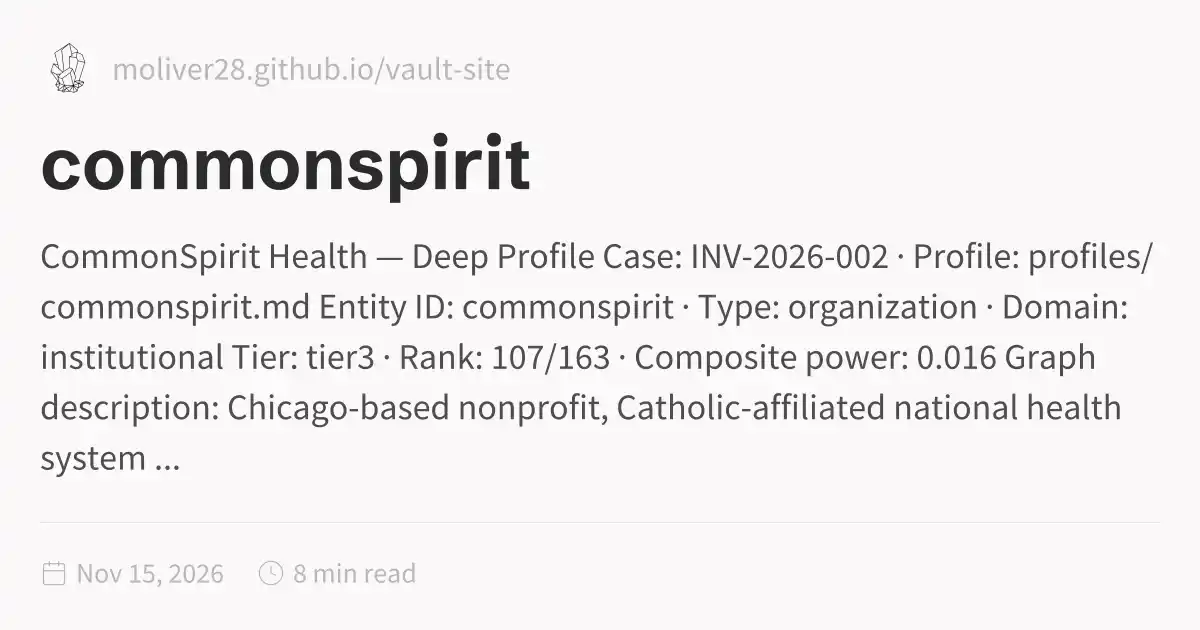 moliver28.github.io/vault-site
commonspirit
CommonSpirit Health — Deep Profile Case: INV-2026-002 · Profile: profiles/
commonspirit.md Entity ID: commonspirit · Type: organization · Domain:
institutional Tier: tier3 · Rank: 107/163 · Composite power: 0.016 Graph
description: Chicago-based nonprofit, Catholic-affiliated national health
system ...
Nov 15, 2026 8 min read